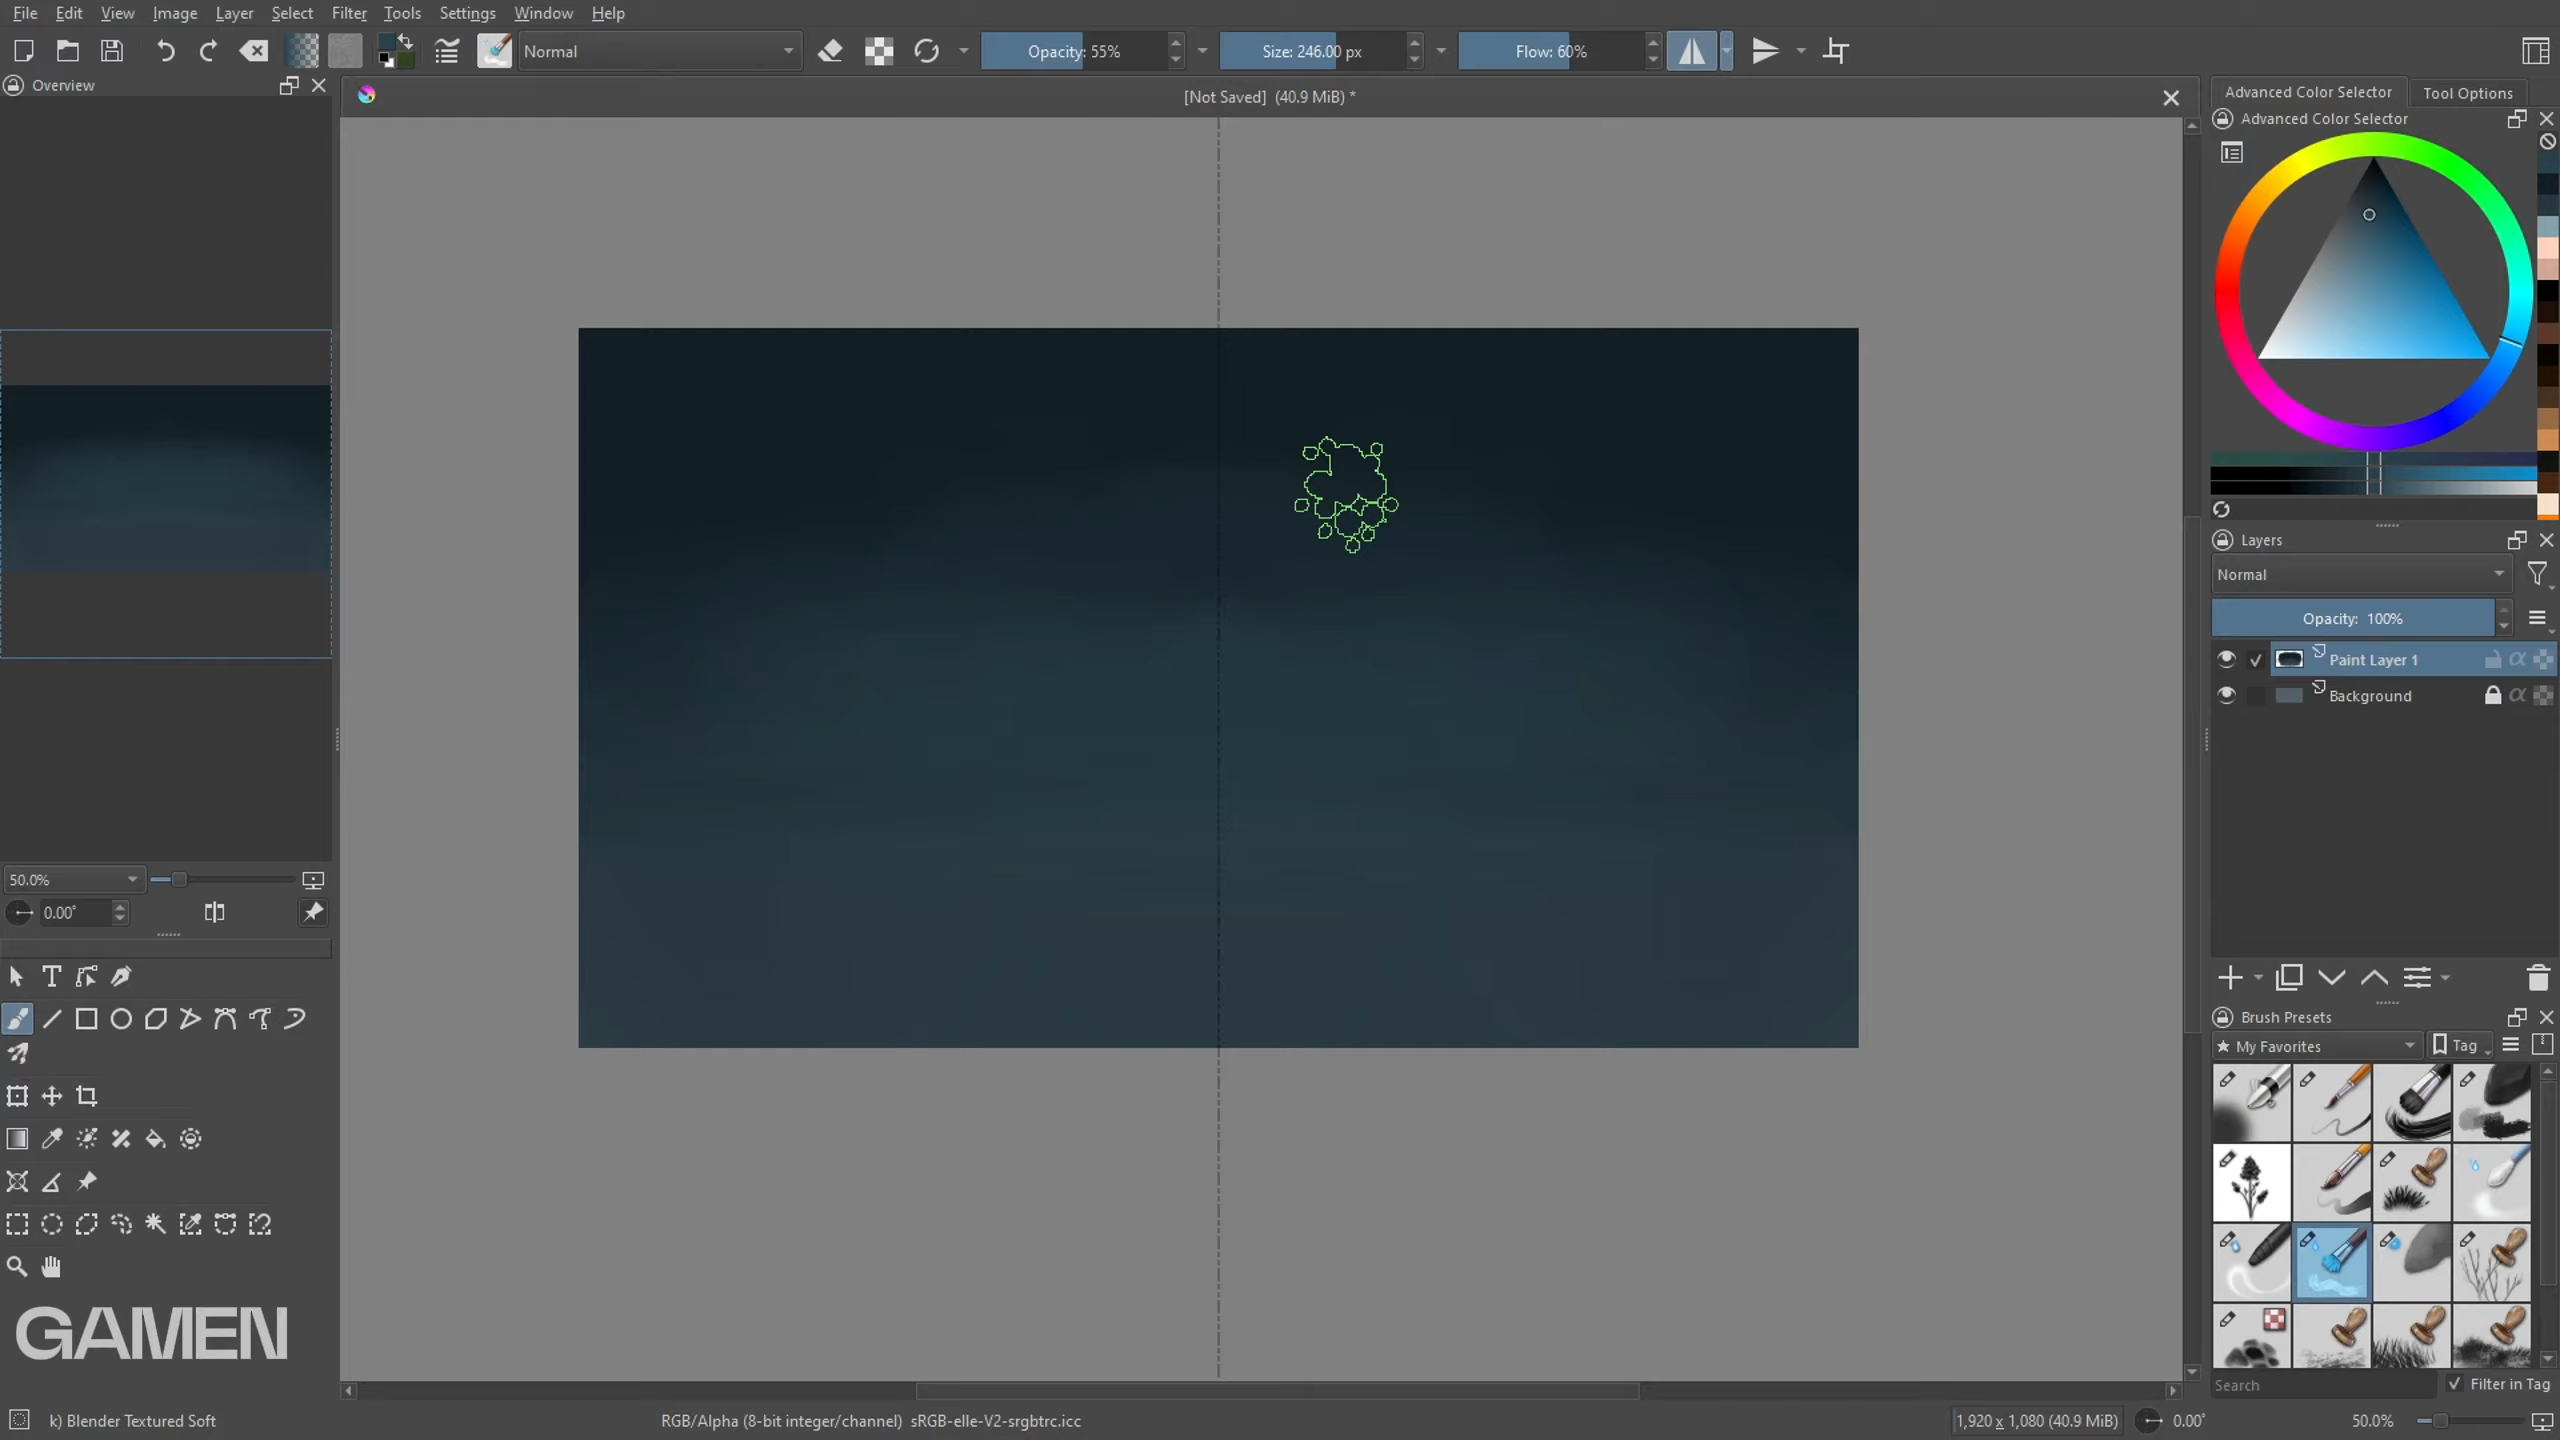 File Edit View Image Layer Select Filter Tools Settings Window Help
Normal Opacity: 55% Size: 246.00 px Flow: 60%
Overview
[Not Saved] (40.9 MiB) *
Advanced Color Selector Tool Options
Advanced Color Selector
Layers
Normal
Opacity: 100%
Paint Layer 1
Background
50.0%
0.00°
Brush Presets
My Favorites Tag
Search Filter in Tag
GAMEN
k) Blender Textured Soft RGB/Alpha (8-bit integer/channel) sRGB-elle-V2-srgbtrc.icc 1,920 x 1,080 (40.9 MiB) 0.00° 50.0%